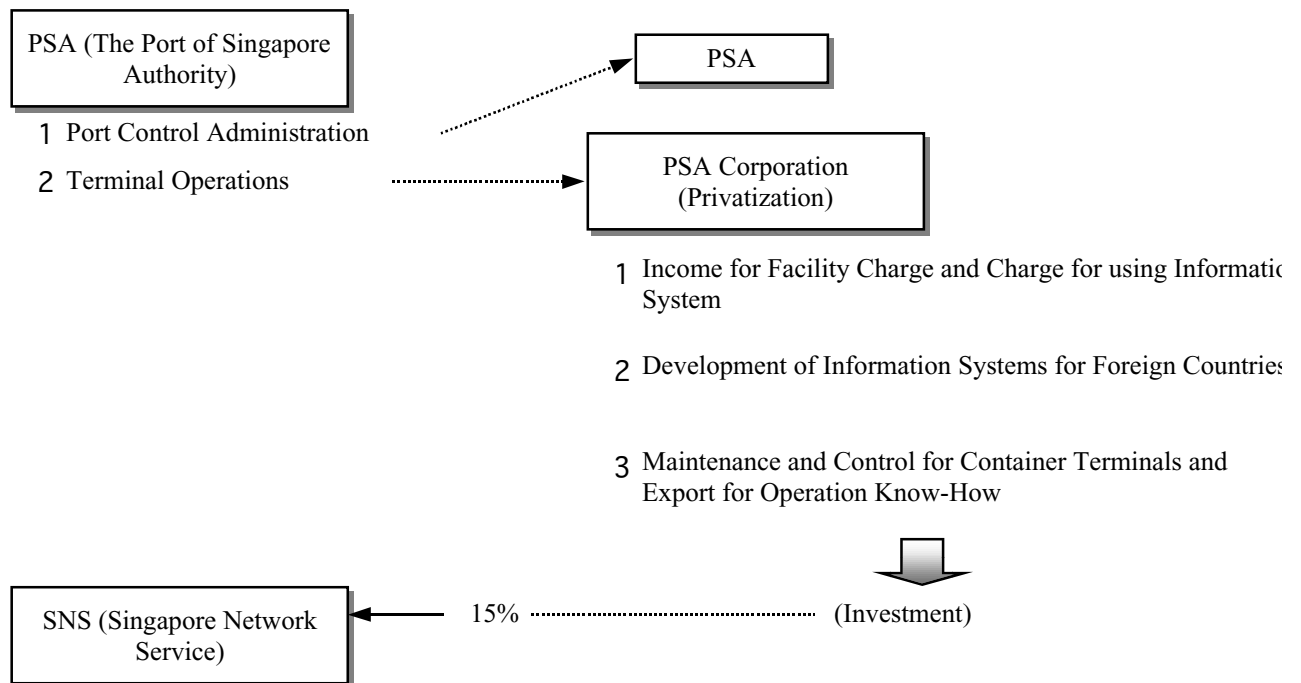 PSA (The Port of Singapore
Authority)
1 Port Control Administration
2 Terminal Operations
PSA
PSA Corporation
(Privatization)
1 Income for Facility Charge and Charge for using Informatio
System
2 Development of Information Systems for Foreign Countries
3 Maintenance and Control for Container Terminals and
Export for Operation Know-How
(Investment)
15%
SNS (Singapore Network
Service)